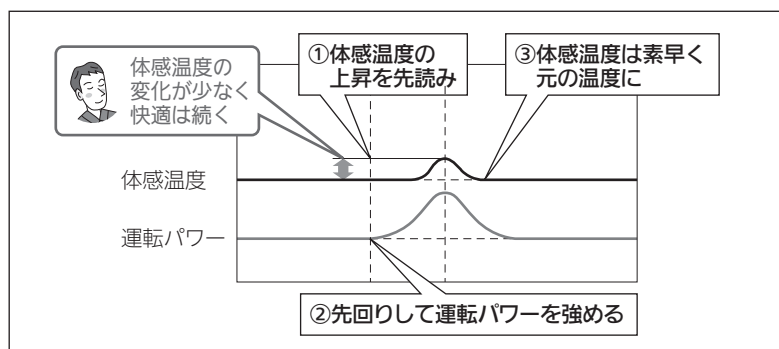 体感温度の
変化が少なく
快適は続く
①体感温度の
上昇を先読み
③体感温度は素早く
元の温度に
体感温度
運転パワー
②先回りして運転パワーを強める